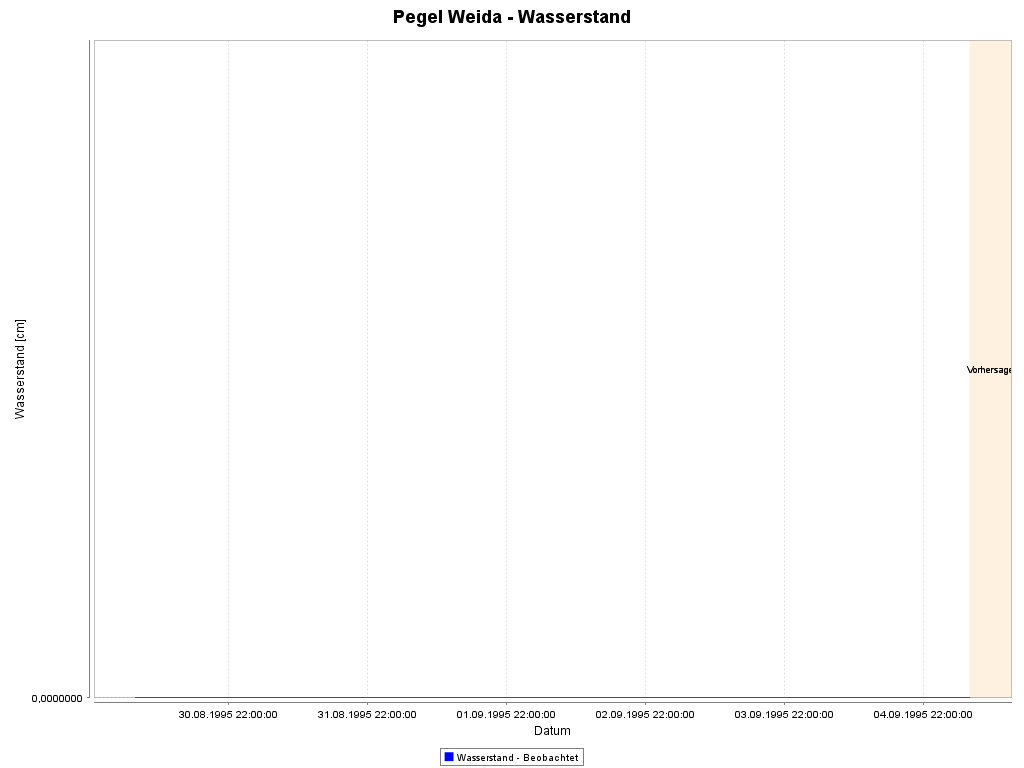 Pegel Weida - Wasserstand
Wasserstand [cm]
Vorhersage
0,0000000
30.08.1995 22:00:00
31.08.1995 22:00:00
01.09.1995 22:00:00
02.09.1995 22:00:00
03.09.1995 22:00:00
04.09.1995 22:00:00
Datum
Wasserstand - Beobachtet